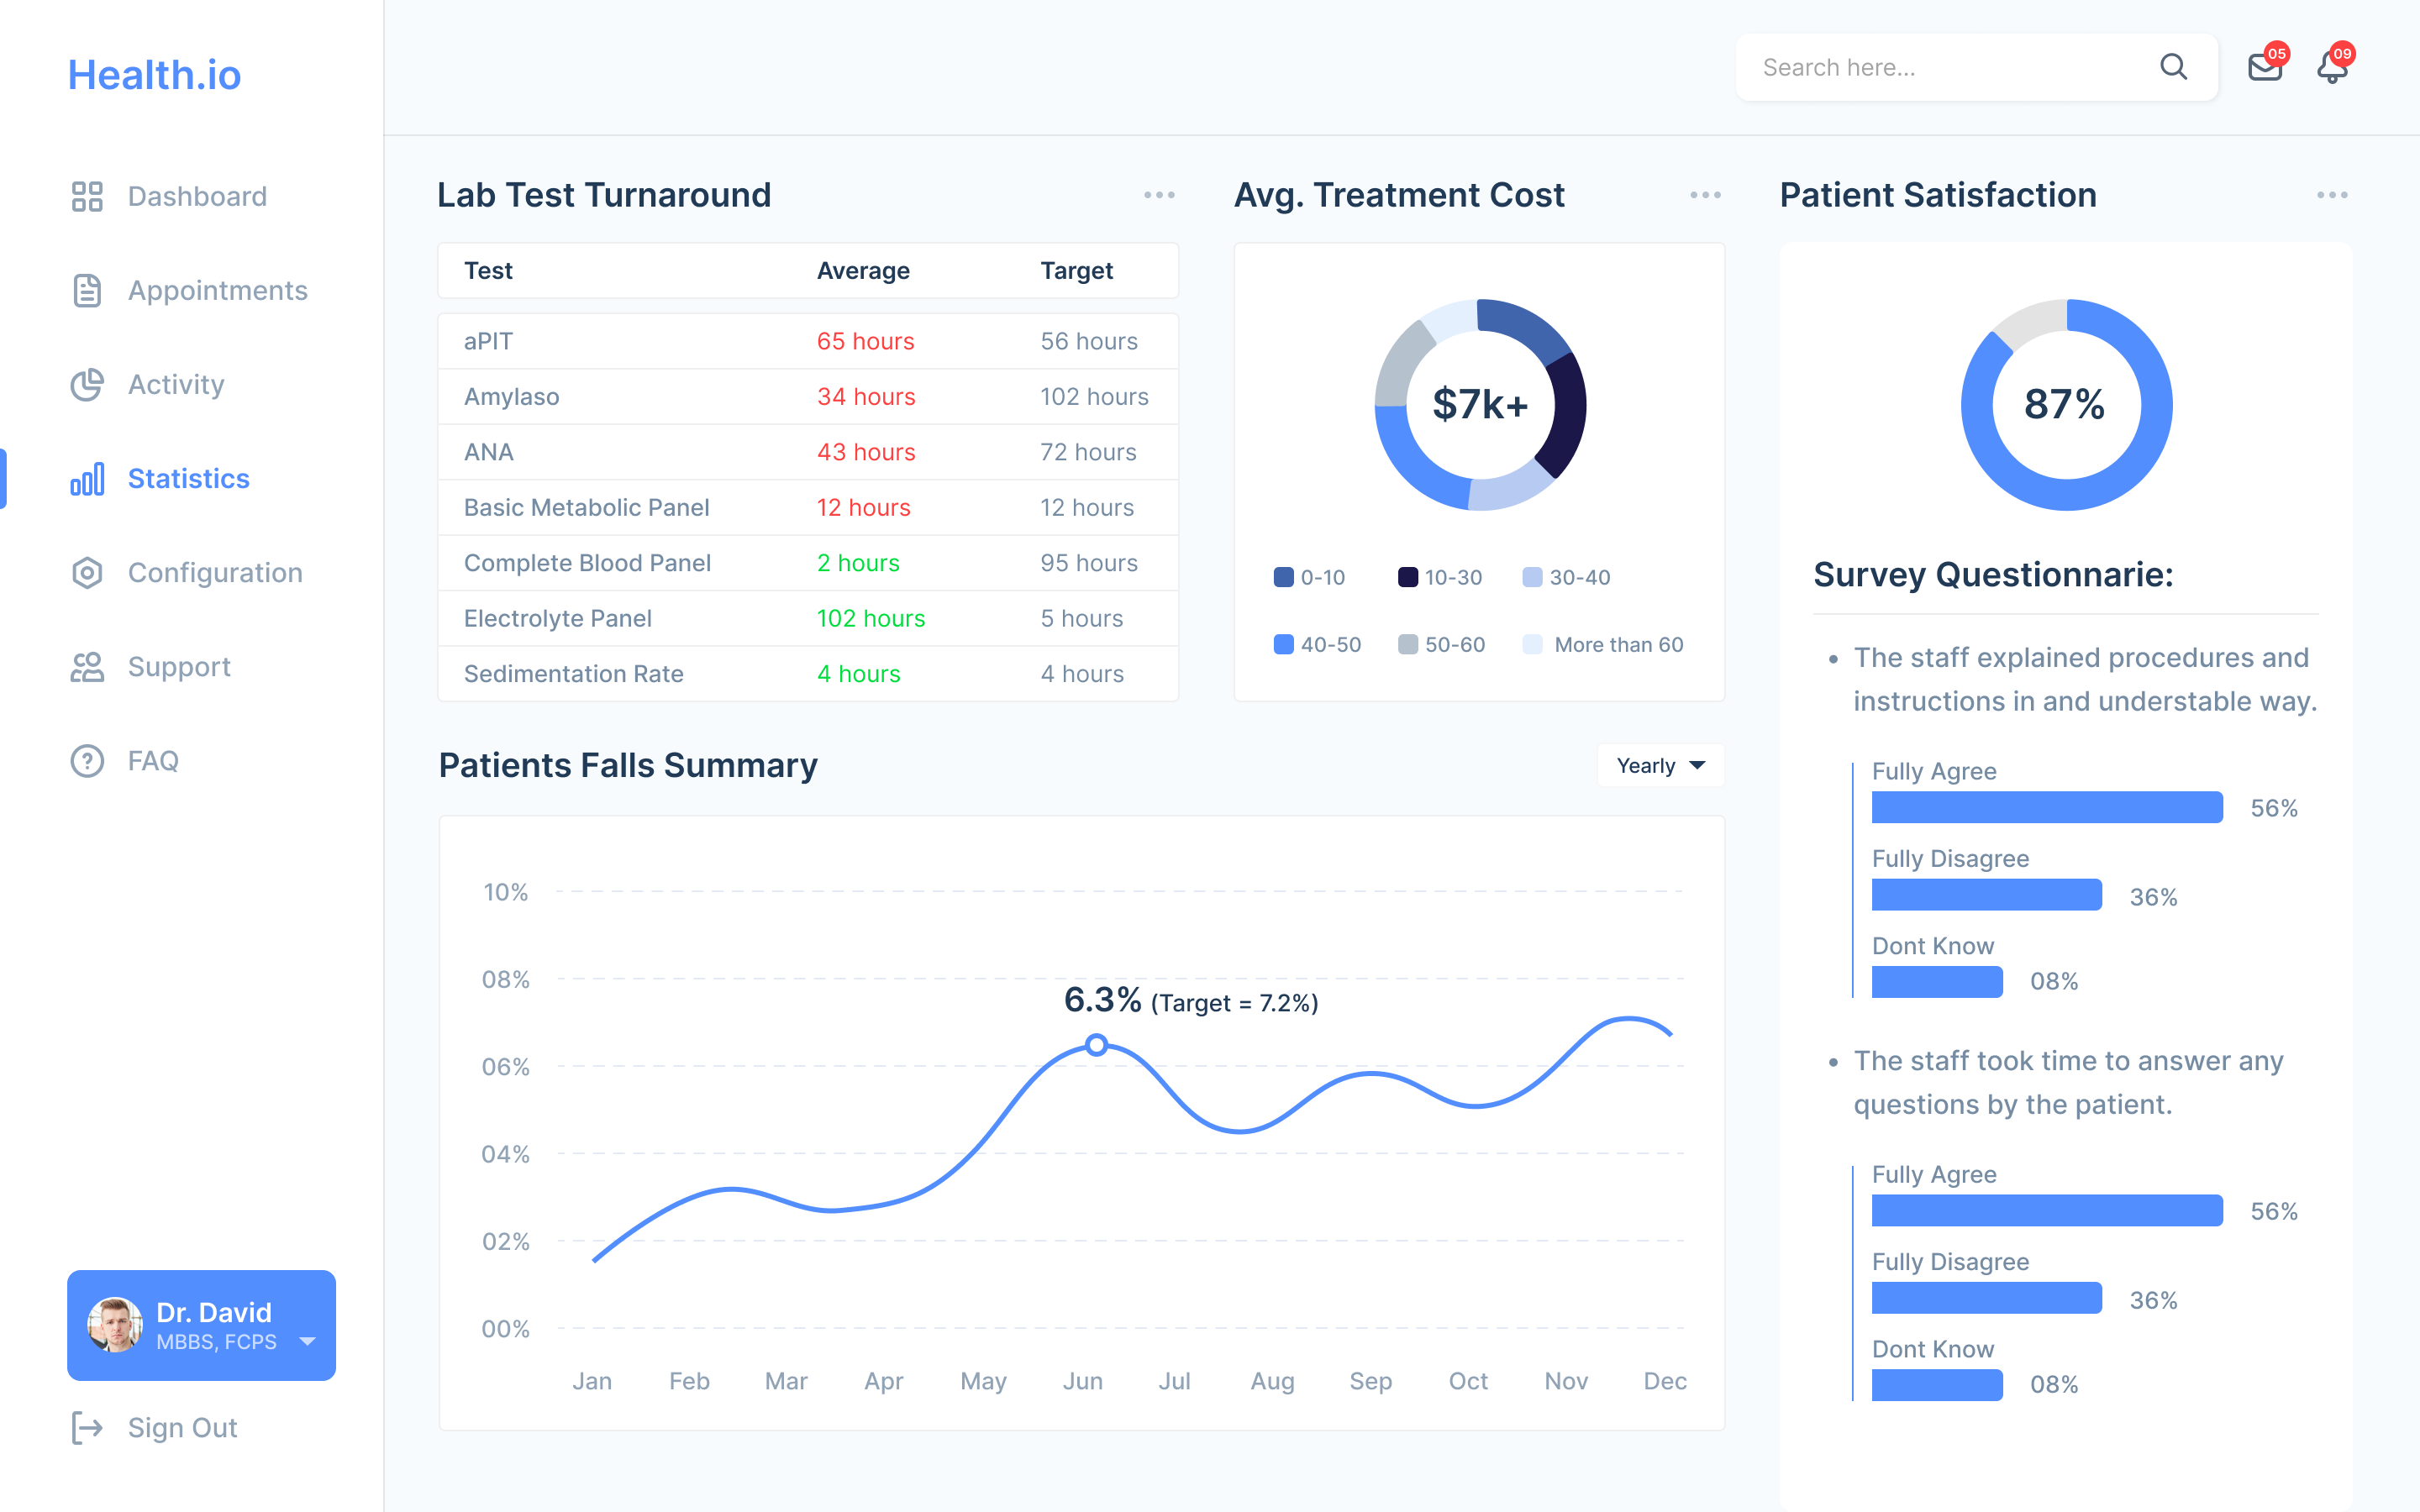 Health.io
Dashboard
Appointments
Activity
Statistics
Configuration
Support
FAQ
Dr. David
MBBS, FCPS
Sign Out
Search here...
05
09
Lab Test Turnaround
Test Average Target
aPIT 65 hours 56 hours
Amylaso 34 hours 102 hours
ANA 43 hours 72 hours
Basic Metabolic Panel 12 hours 12 hours
Complete Blood Panel 2 hours 95 hours
Electrolyte Panel 102 hours 5 hours
Sedimentation Rate 4 hours 4 hours
Avg. Treatment Cost
$7k+
0-10 10-30 30-40
40-50 50-60 More than 60
Patients Falls Summary
Yearly
10%
08%
6.3% (Target = 7.2%)
06%
04%
02%
00%
Jan Feb Mar Apr May Jun Jul Aug Sep Oct Nov Dec
Patient Satisfaction
87%
Survey Questionnarie:
• The staff explained procedures and
instructions in and understable way.
Fully Agree
56%
Fully Disagree
36%
Dont Know
08%
• The staff took time to answer any
questions by the patient.
Fully Agree
56%
Fully Disagree
36%
Dont Know
08%